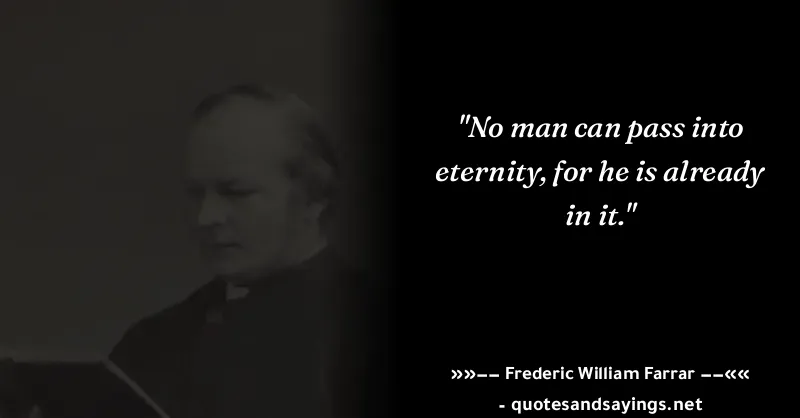 "No man can pass into
eternity, for he is already
in it."
»»−− Frederic William Farrar −−««
- quotesandsayings.net